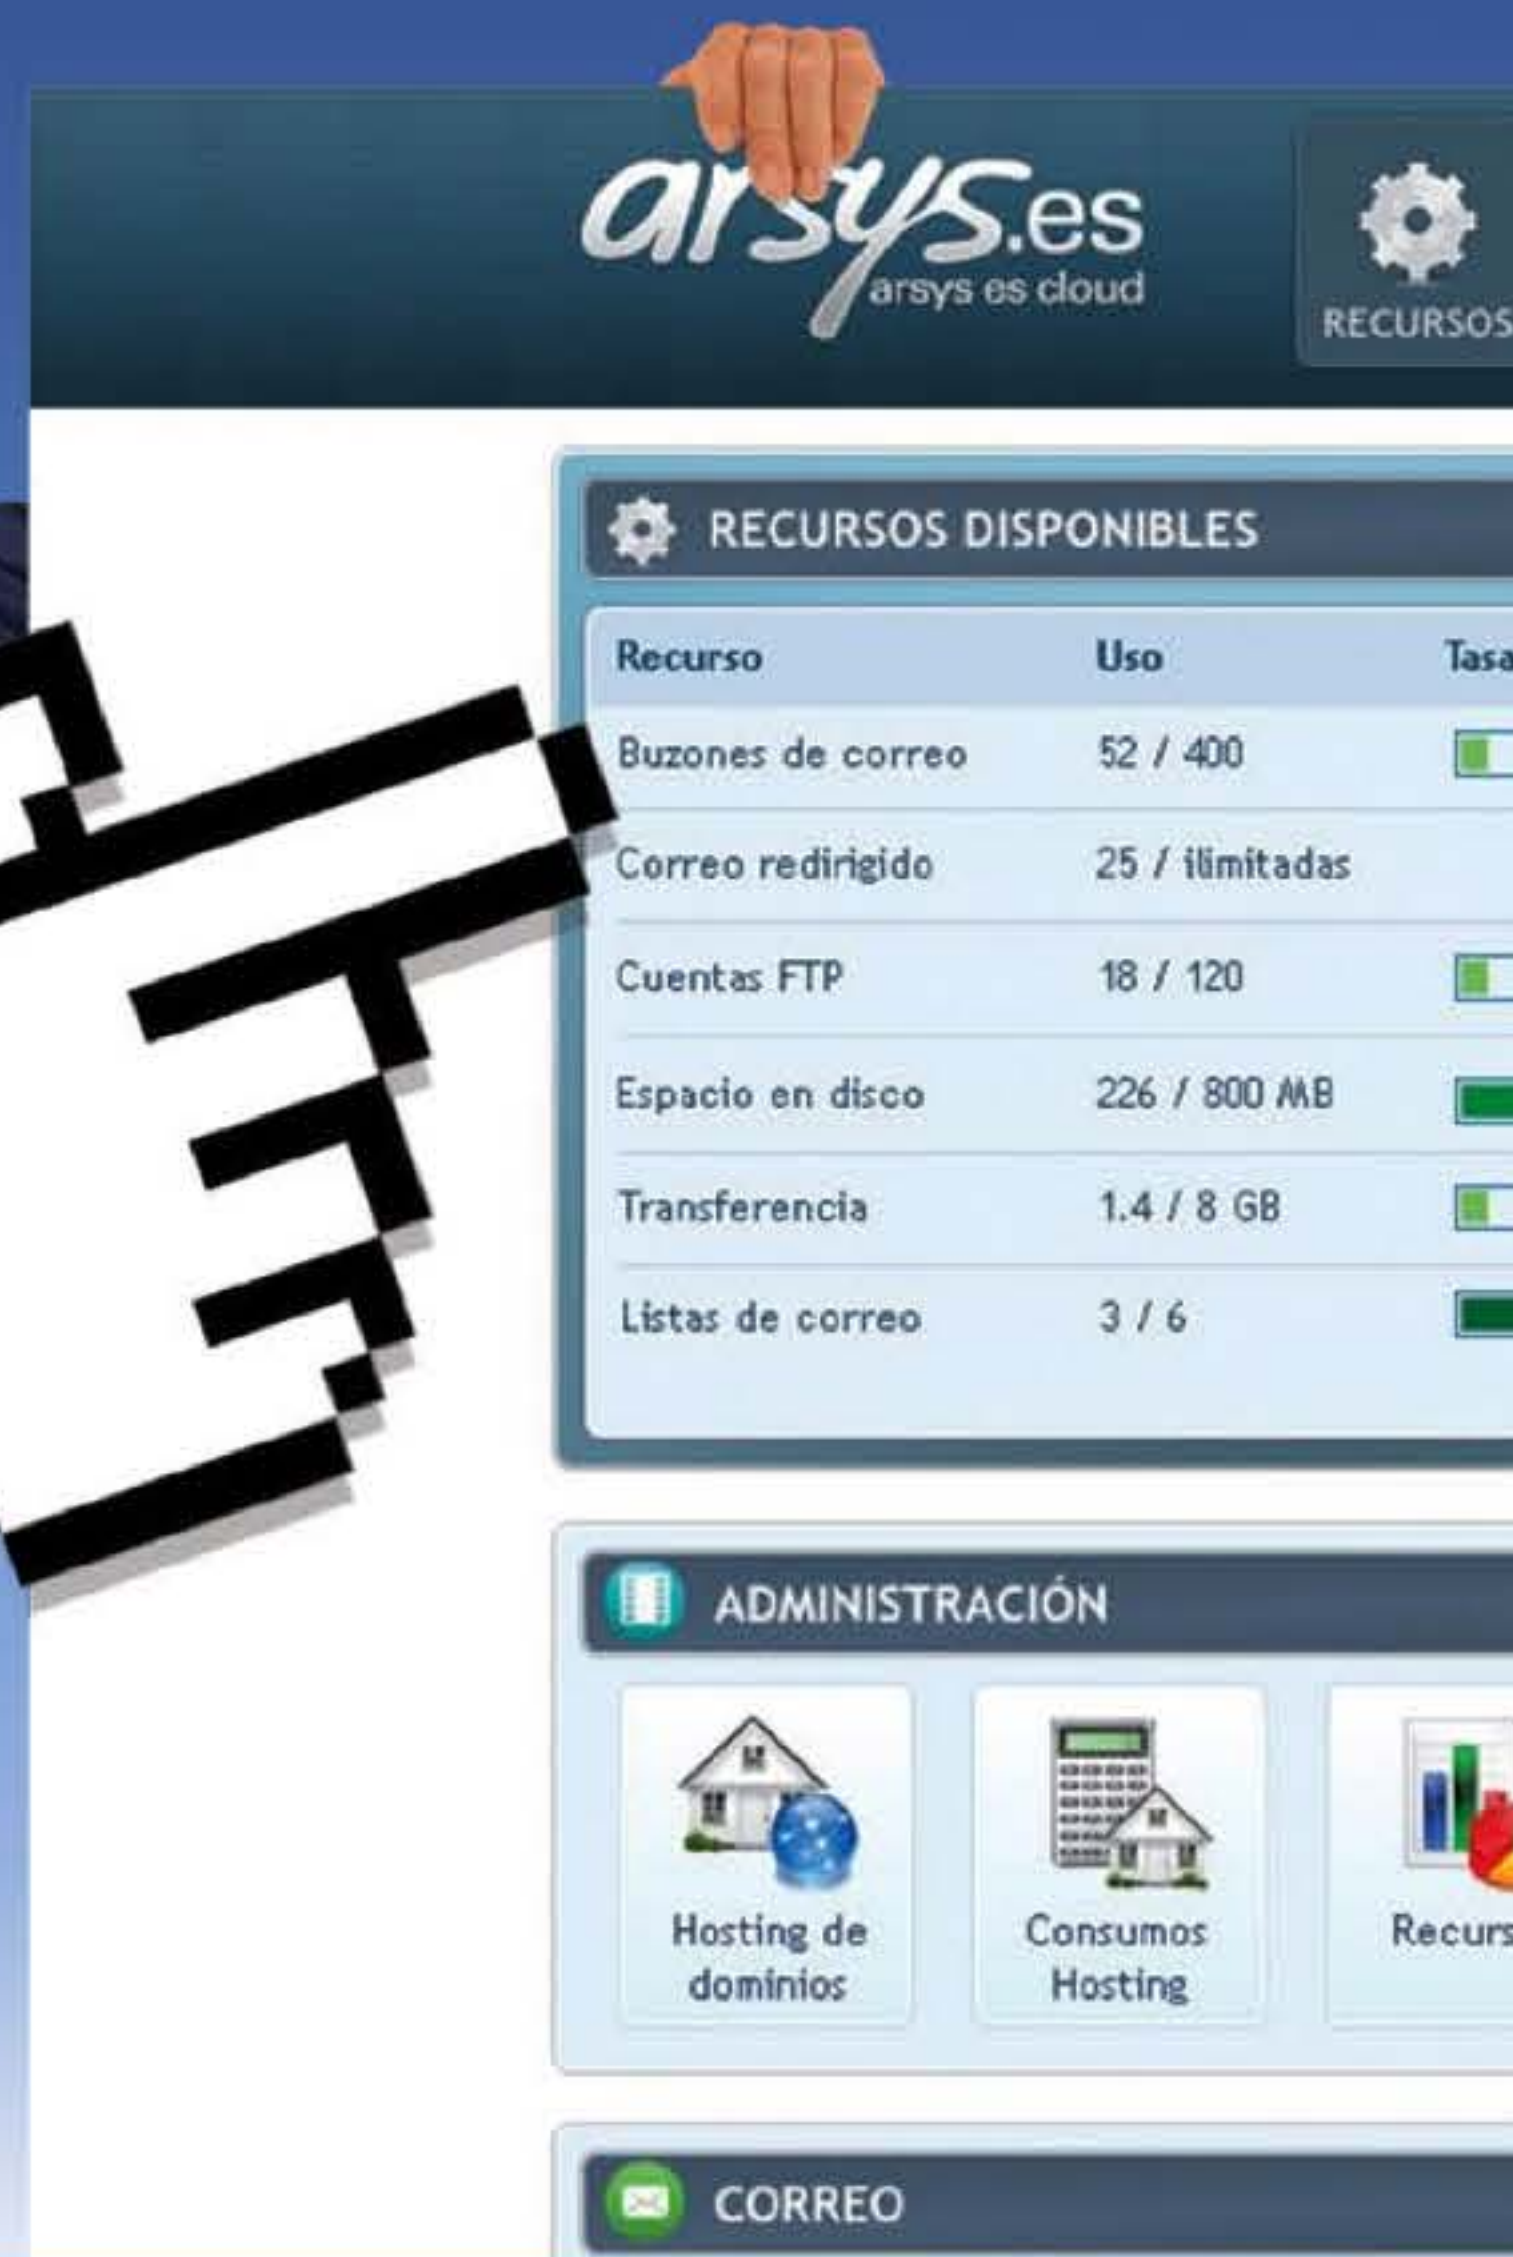 arsys.es
arsys es cloud
RECURSOS
RECURSOS DISPONIBLES
Recurso Uso Tasa
Buzones de correo 52 / 400
Correo redirigido 25 / ilimitadas
Cuentas FTP 18 / 120
Espacio en disco 226 / 800 MB
Transferencia 1.4 / 8 GB
Listas de correo 3 / 6
ADMINISTRACIÓN
Hosting de
dominios
Consumos
Hosting
Recurs
CORREO